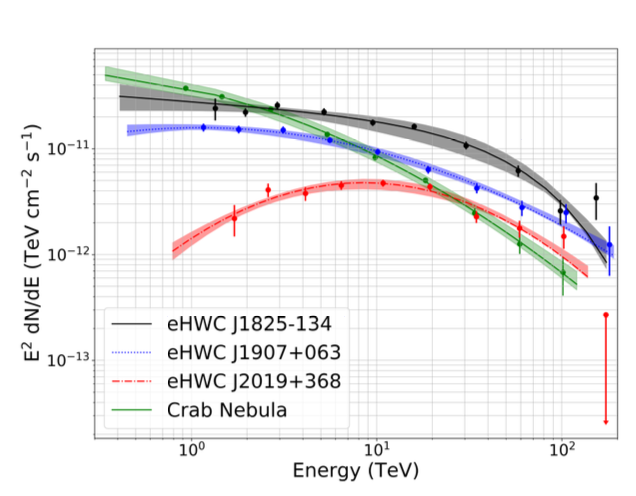 E² dN/dE (TeV cm⁻² s⁻¹)
10⁻¹¹
10⁻¹²
10⁻¹³
eHWC J1825-134
eHWC J1907+063
eHWC J2019+368
Crab Nebula
10⁰ 10¹ 10²
Energy (TeV)